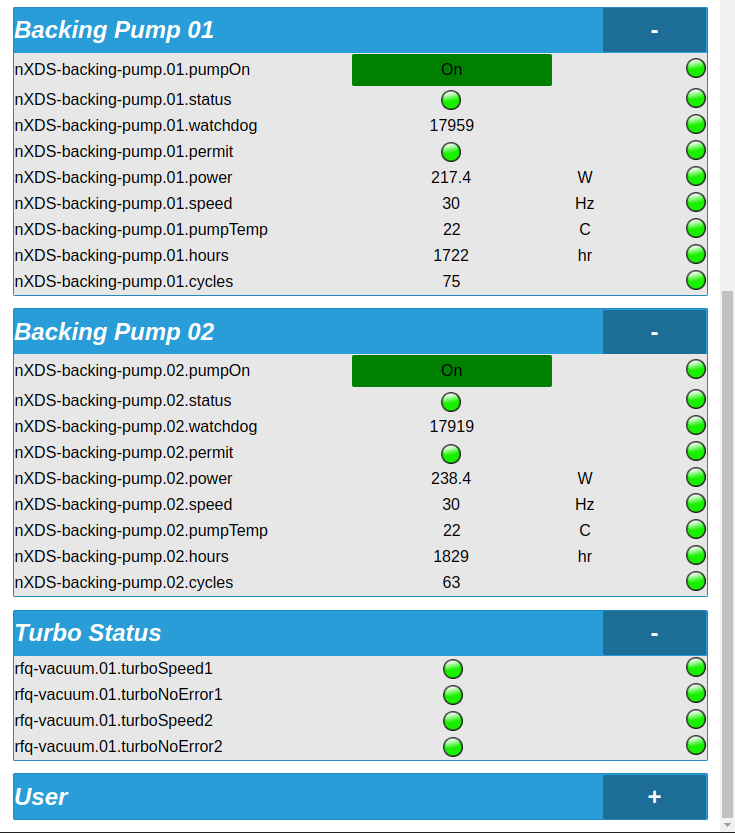 Backing Pump 01 -
nXDS-backing-pump.01.pumpOn On
nXDS-backing-pump.01.status
nXDS-backing-pump.01.watchdog 17959
nXDS-backing-pump.01.permit
nXDS-backing-pump.01.power 217.4 W
nXDS-backing-pump.01.speed 30 Hz
nXDS-backing-pump.01.pumpTemp 22 C
nXDS-backing-pump.01.hours 1722 hr
nXDS-backing-pump.01.cycles 75
Backing Pump 02 -
nXDS-backing-pump.02.pumpOn On
nXDS-backing-pump.02.status
nXDS-backing-pump.02.watchdog 17919
nXDS-backing-pump.02.permit
nXDS-backing-pump.02.power 238.4 W
nXDS-backing-pump.02.speed 30 Hz
nXDS-backing-pump.02.pumpTemp 22 C
nXDS-backing-pump.02.hours 1829 hr
nXDS-backing-pump.02.cycles 63
Turbo Status -
rfq-vacuum.01.turboSpeed1
rfq-vacuum.01.turboNoError1
rfq-vacuum.01.turboSpeed2
rfq-vacuum.01.turboNoError2
User +